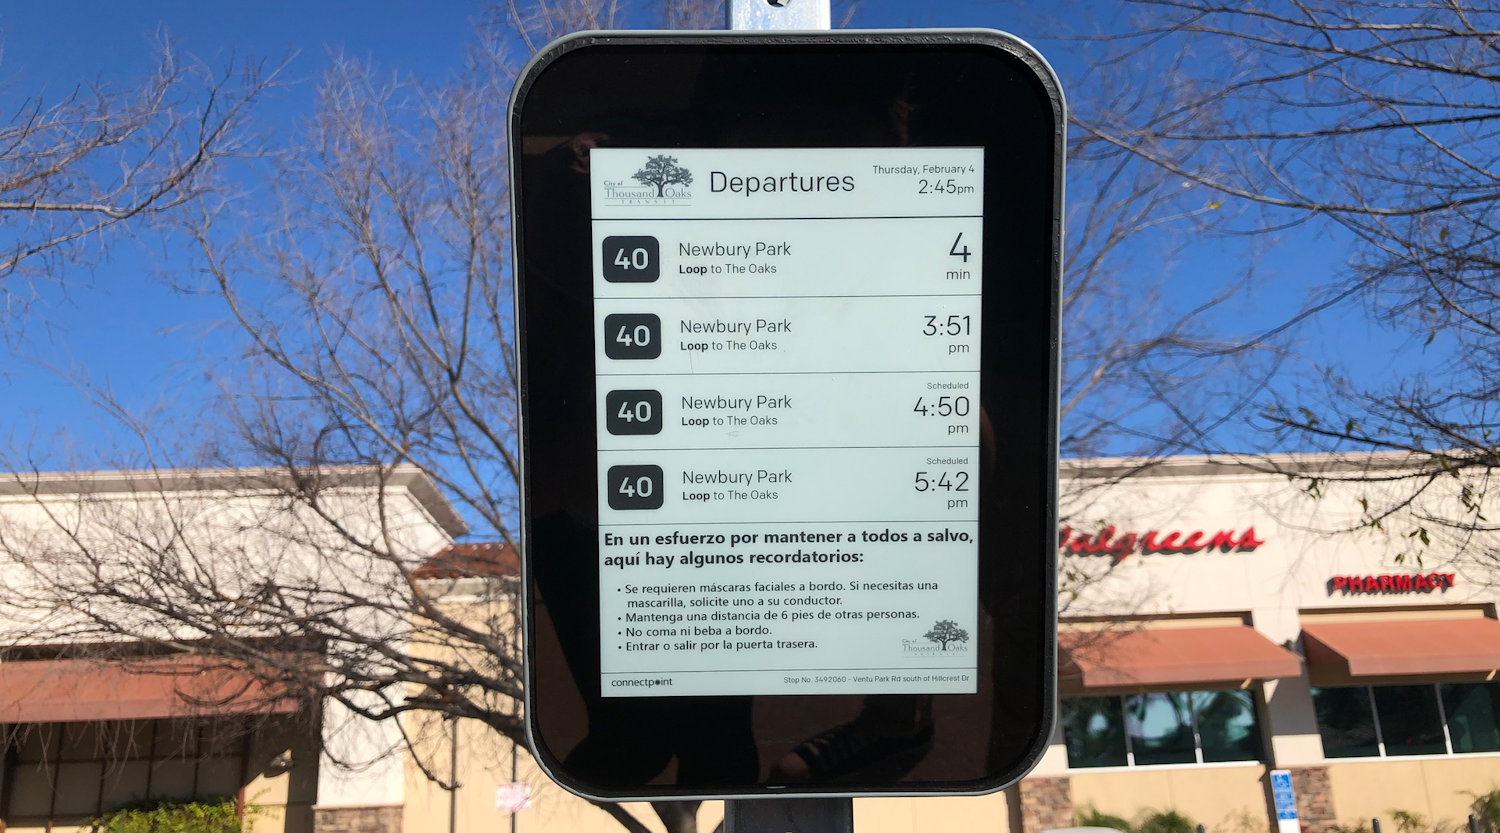 City of
Thousand Oaks
TRANSIT
Departures
Thursday, February 4
2:45pm
40
Newbury Park
Loop to The Oaks
4
min
40
Newbury Park
Loop to The Oaks
3:51
pm
40
Newbury Park
Loop to The Oaks
Scheduled
4:50
pm
40
Newbury Park
Loop to The Oaks
Scheduled
5:42
pm
En un esfuerzo por mantener a todos a salvo,
aquí hay algunos recordatorios:
• Se requieren máscaras faciales a bordo. Si necesitas una
mascarilla, solicite uno a su conductor.
• Mantenga una distancia de 6 pies de otras personas.
• No coma ni beba a bordo.
• Entrar o salir por la puerta trasera.
City of
Thousand Oaks
TRANSIT
connectpoint
Stop No. 3492060 - Ventu Park Rd south of Hillcrest Dr
Walgreens
PHARMACY